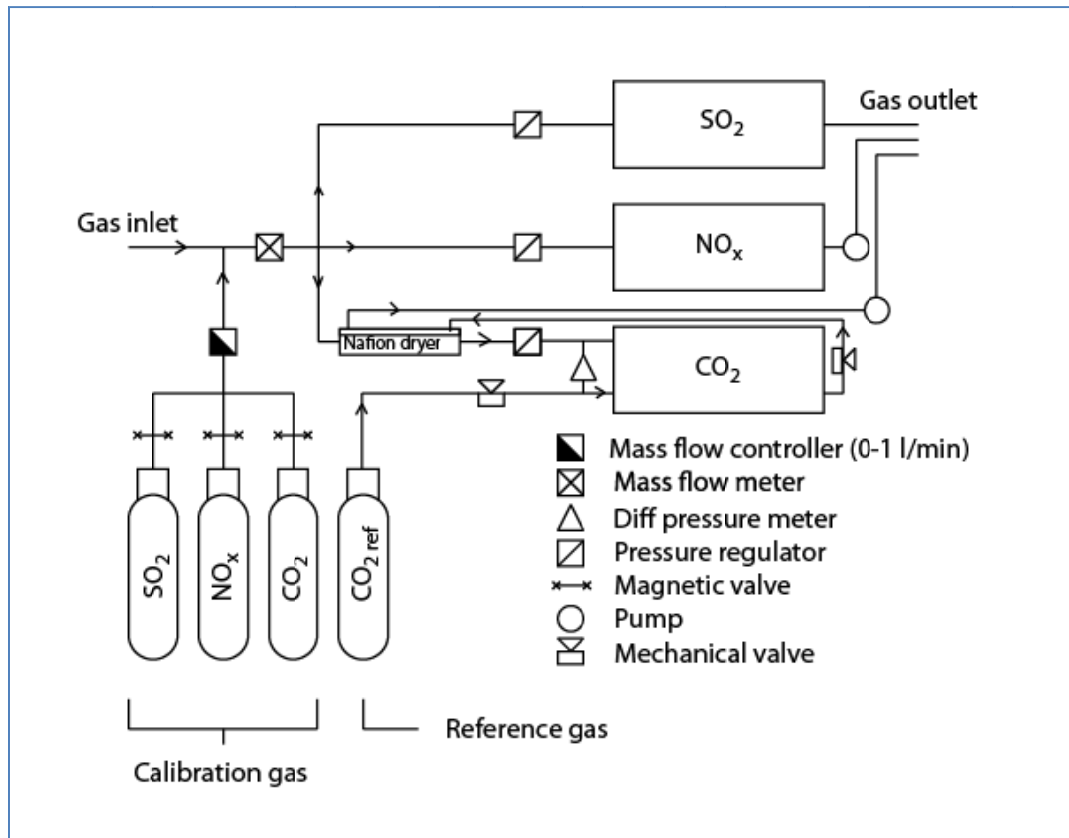 Gas outlet
SO₂
Gas inlet
NOₓ
Nafion dryer
CO₂
SO₂
NOₓ
CO₂
CO₂ ref
Mass flow controller (0-1 l/min)
Mass flow meter
Diff pressure meter
Pressure regulator
Magnetic valve
Pump
Mechanical valve
Reference gas
Calibration gas